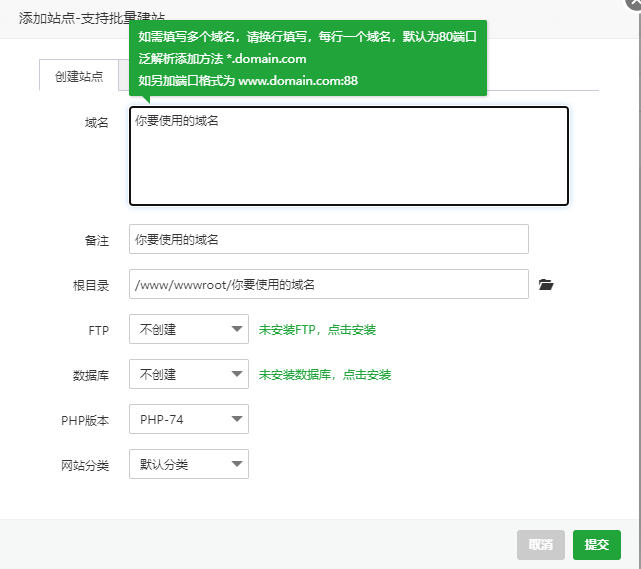 添加站点-支持批量建站
如需填写多个域名，请换行填写，每行一个域名，默认为80端口
泛解析添加方法 *.domain.com
如另加端口格式为 www.domain.com:88
创建站点
域名
你要使用的域名
备注
你要使用的域名
根目录
/www/wwwroot/你要使用的域名
FTP
不创建
未安装FTP，点击安装
数据库
不创建
未安装数据库，点击安装
PHP版本
PHP-74
网站分类
默认分类
取消
提交